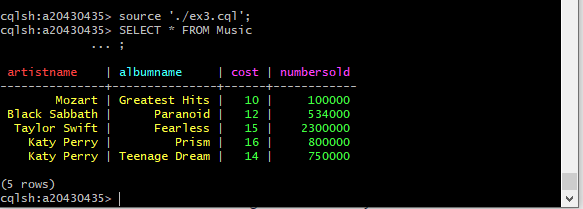 cqlsh:a20430435> source './ex3.cql';
cqlsh:a20430435> SELECT * FROM Music
             ... ;

 artistname    | albumname     | cost | numbersold
---------------+---------------+------+------------
        Mozart | Greatest Hits |   10 |     100000
 Black Sabbath |      Paranoid |   12 |     534000
  Taylor Swift |      Fearless |   15 |    2300000
    Katy Perry |         Prism |   16 |     800000
    Katy Perry | Teenage Dream |   14 |     750000

(5 rows)
cqlsh:a20430435>